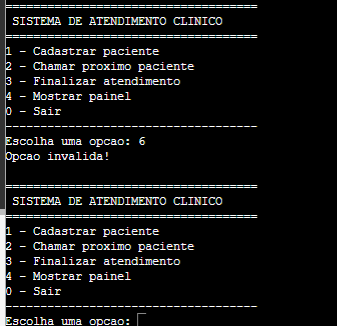 ====================================
SISTEMA DE ATENDIMENTO CLINICO
====================================
1 - Cadastrar paciente
2 - Chamar proximo paciente
3 - Finalizar atendimento
4 - Mostrar painel
0 - Sair
------------------------------------
Escolha uma opcao: 6
Opcao invalida!
====================================
SISTEMA DE ATENDIMENTO CLINICO
====================================
1 - Cadastrar paciente
2 - Chamar proximo paciente
3 - Finalizar atendimento
4 - Mostrar painel
0 - Sair
------------------------------------
Escolha uma opcao: